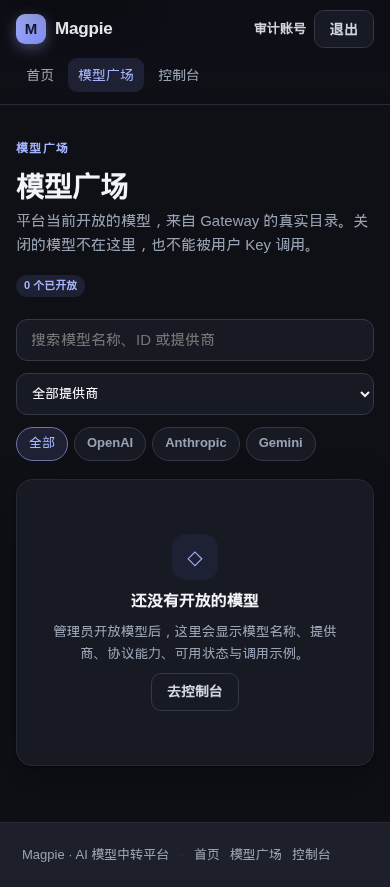 M Magpie 审计账号 退出
首页 模型广场 控制台
模型广场
模型广场
平台当前开放的模型，来自 Gateway 的真实目录。关
闭的模型不在这里，也不能被用户 Key 调用。
0 个已开放
搜索模型名称、ID 或提供商
全部提供商
全部 OpenAI Anthropic Gemini
还没有开放的模型
管理员开放模型后，这里会显示模型名称、提供
商、协议能力、可用状态与调用示例。
去控制台
Magpie · AI 模型中转平台 · 首页 模型广场 控制台